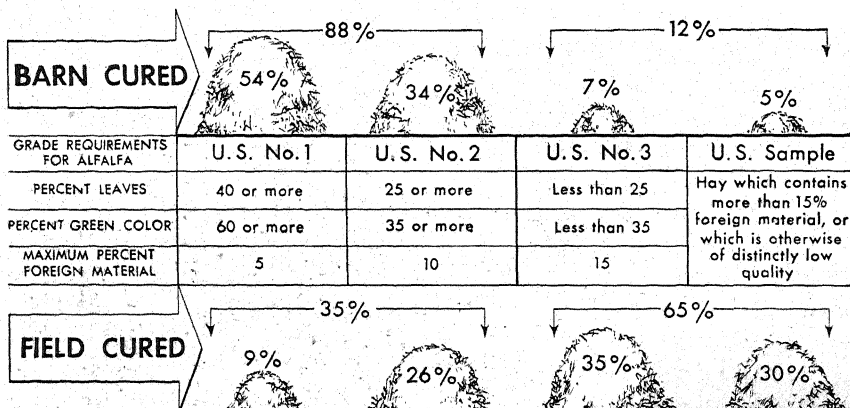 88%
12%
BARN CURED
54%
34%
7%
5%
GRADE REQUIREMENTS
FOR ALFALFA
U.S. No.1
U.S. No.2
U.S. No.3
U.S. Sample
PERCENT LEAVES
40 or more
25 or more
Less than 25
Hay which contains
more than 15%
foreign material, or
which is otherwise
of distinctly low
quality
PERCENT GREEN COLOR
60 or more
35 or more
Less than 35
MAXIMUM PERCENT
FOREIGN MATERIAL
5
10
15
35%
65%
FIELD CURED
9%
26%
35%
30%